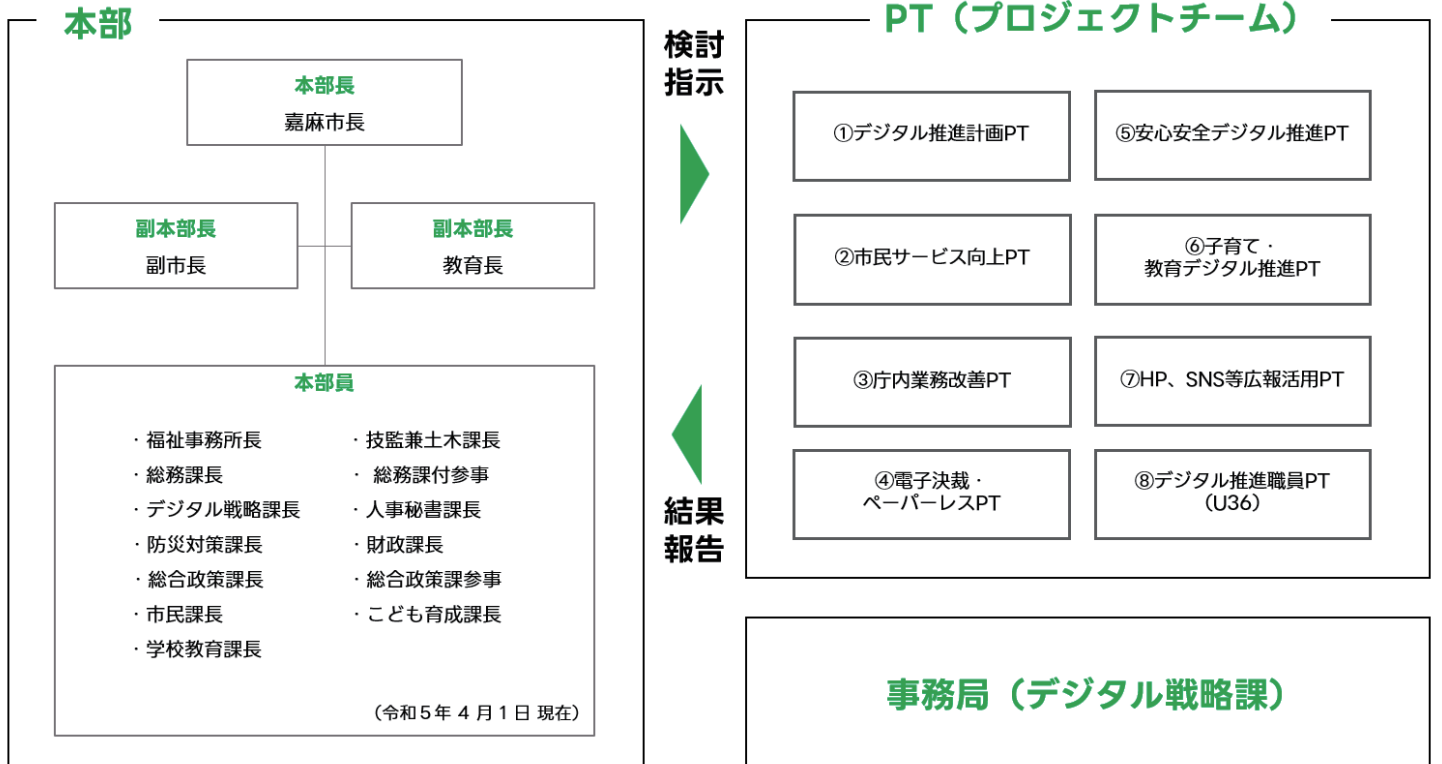 本部
本部長
嘉麻市長
副本部長
副市長
副本部長
教育長
本部員
・福祉事務所長
・総務課長
・デジタル戦略課長
・防災対策課長
・総合政策課長
・市民課長
・学校教育課長
・技監兼土木課長
・総務課付参事
・人事秘書課長
・財政課長
・総合政策課参事
・こども育成課長
（令和5年 4 月 1 日 現在）
検討
指示
結果
報告
PT（プロジェクトチーム）
①デジタル推進計画PT
②市民サービス向上PT
③庁内業務改善PT
④電子決裁・
ペーパーレスPT
⑤安心安全デジタル推進PT
⑥子育て・
教育デジタル推進PT
⑦HP、SNS等広報活用PT
⑧デジタル推進職員PT
（U36）
事務局（デジタル戦略課）